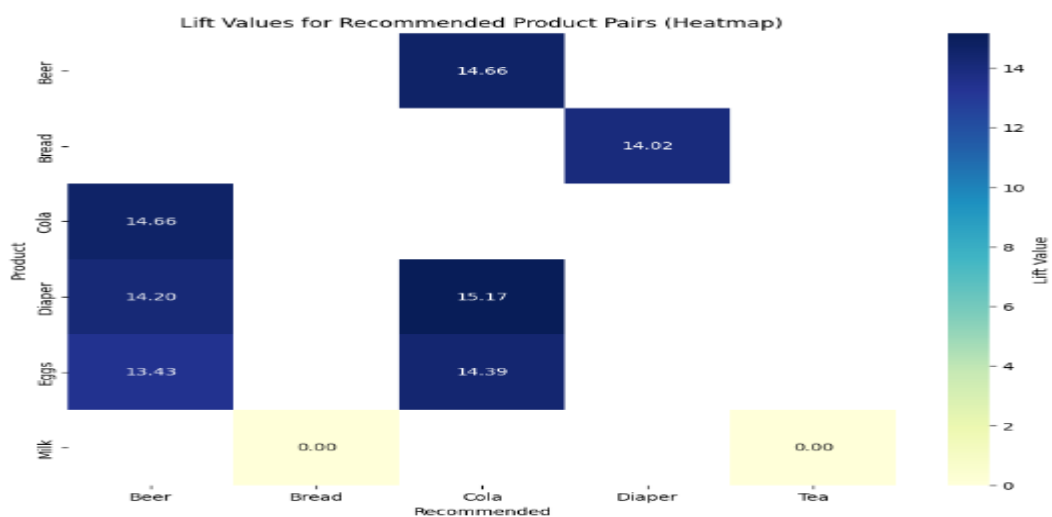 Lift Values for Recommended Product Pairs (Heatmap)
Beer
14.66
14
Bread
14.02
12
Cola
14.66
10
Product
Lift Value
8
Diaper
14.20
15.17
6
Eggs
13.43
14.39
4
2
Milk
0.00
0.00
0
Beer
Bread
Cola
Diaper
Tea
Recommended